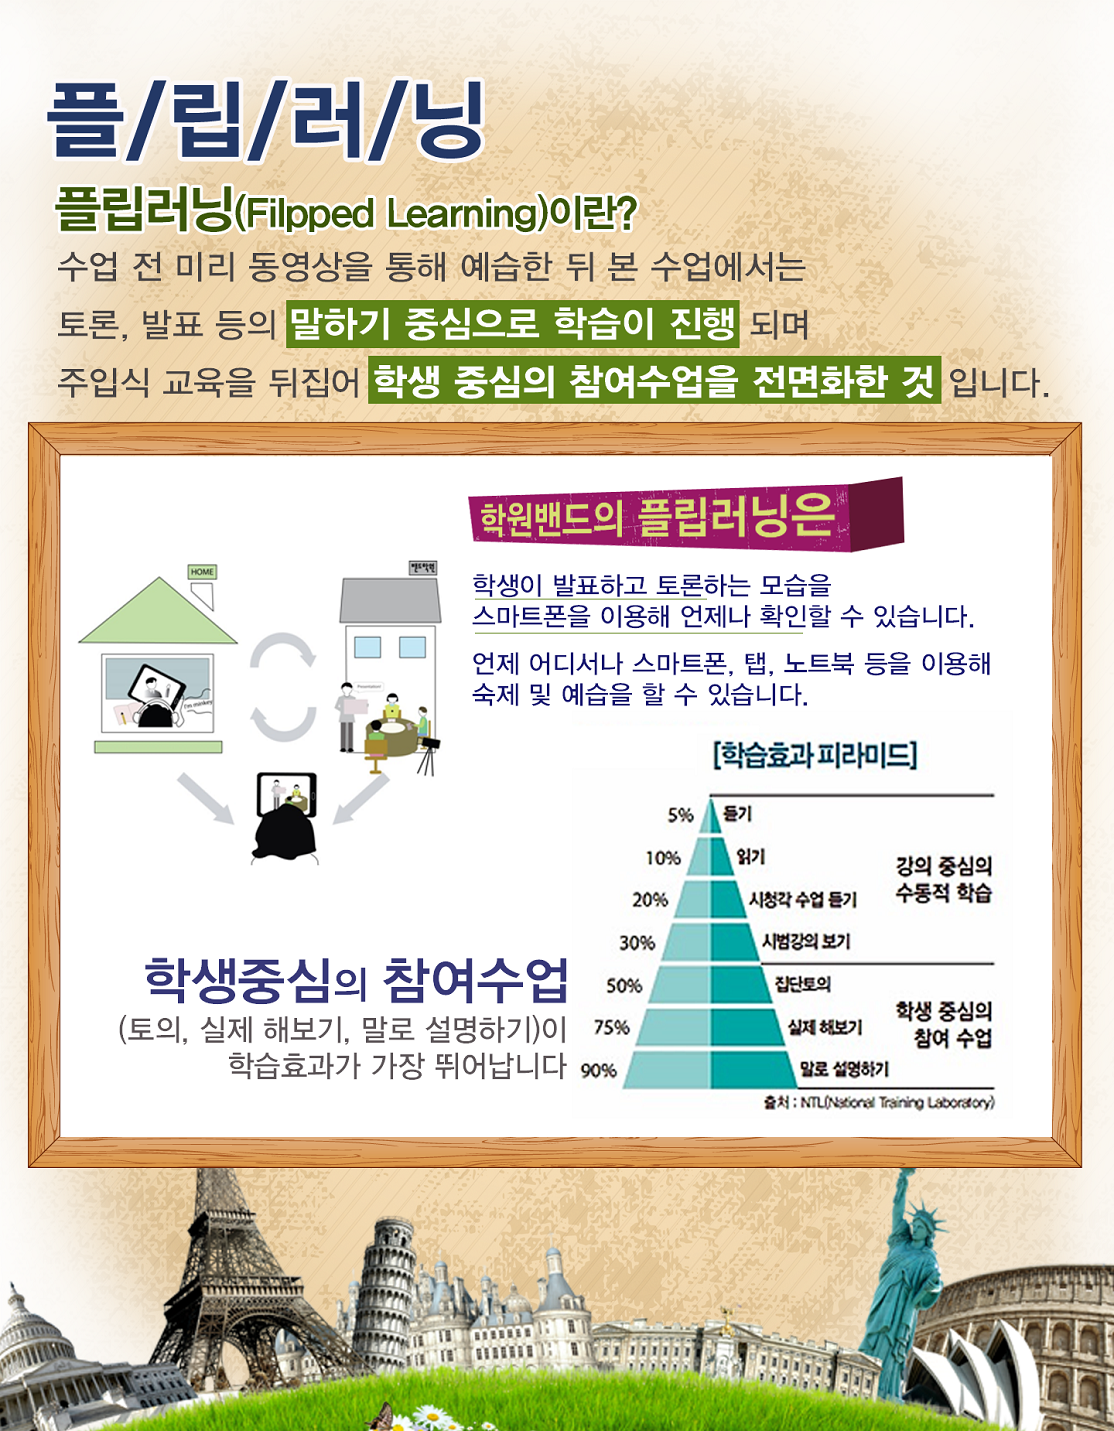 플/립/러/닝
플립러닝(Filpped Learning)이란?
수업 전 미리 동영상을 통해 예습한 뒤 본 수업에서는
토론, 발표 등의 말하기 중심으로 학습이 진행 되며
주입식 교육을 뒤집어 학생 중심의 참여수업을 전면화한 것 입니다.
학원밴드의 플립러닝은
학생이 발표하고 토론하는 모습을
스마트폰을 이용해 언제나 확인할 수 있습니다.
언제 어디서나 스마트폰, 탭, 노트북 등을 이용해
숙제 및 예습을 할 수 있습니다.
HOME
밴드학원
Presentation
[학습효과 피라미드]
5% 듣기
10% 읽기
20% 시청각 수업 듣기
30% 시범강의 보기
강의 중심의
수동적 학습
50% 집단토의
75% 실제 해보기
90% 말로 설명하기
학생 중심의
참여 수업
출처 : NTL(National Training Laboratory)
학생중심의 참여수업
(토의, 실제 해보기, 말로 설명하기)이
학습효과가 가장 뛰어납니다